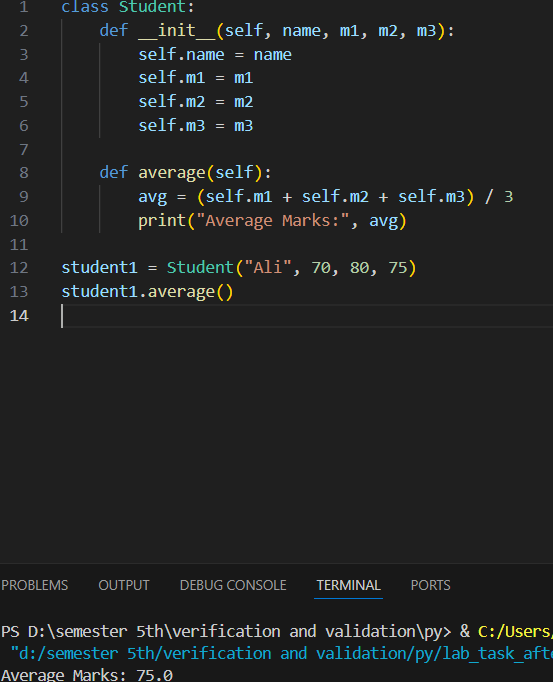 1 class Student:
2     def __init__(self, name, m1, m2, m3):
3         self.name = name
4         self.m1 = m1
5         self.m2 = m2
6         self.m3 = m3
7
8     def average(self):
9         avg = (self.m1 + self.m2 + self.m3) / 3
10         print("Average Marks:", avg)
11
12 student1 = Student("Ali", 70, 80, 75)
13 student1.average()
14
PROBLEMS OUTPUT DEBUG CONSOLE TERMINAL PORTS
PS D:\semester 5th\verification and validation\py> & C:/Users/
"d:/semester 5th/verification and validation/py/lab_task_afte
Average Marks: 75.0